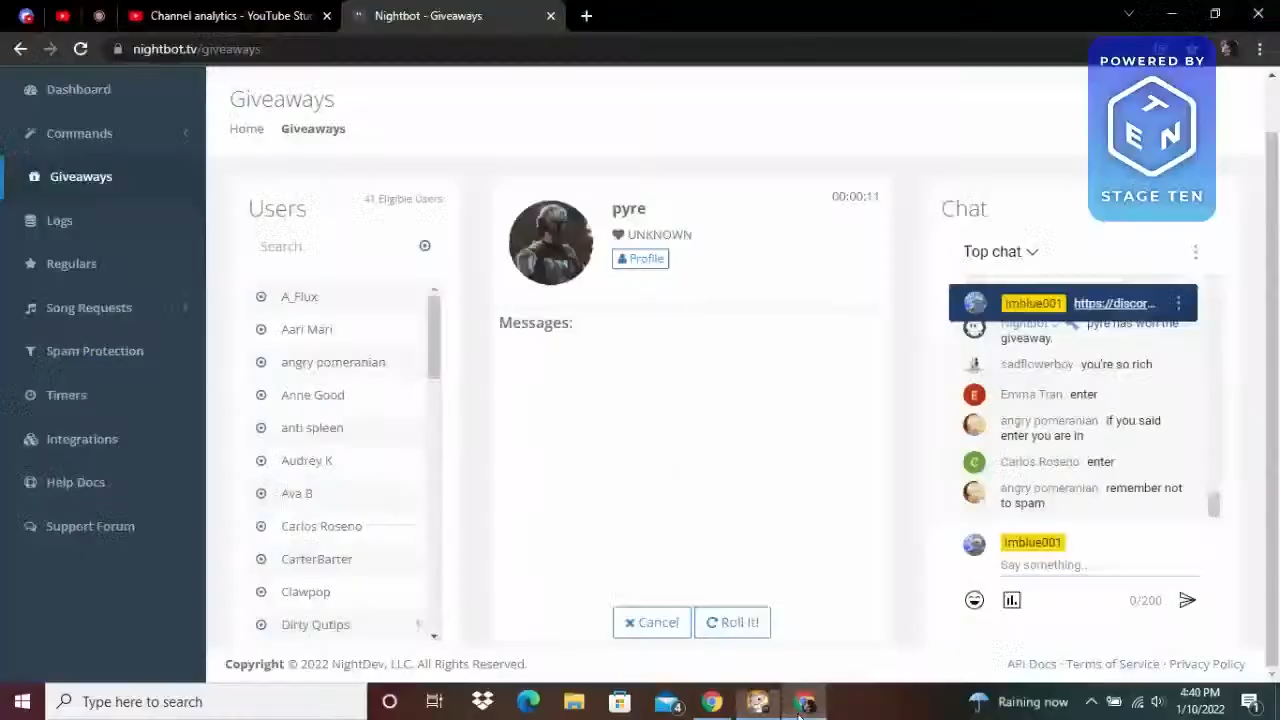 Channel analytics - YouTube Stu
Nightbot - Giveaways
nightbot.tv/giveaways
POWERED BY
TEN
STAGE TEN
Dashboard
Commands
Giveaways
Logs
Regulars
Song Requests
Spam Protection
Timers
Integrations
Help Docs
Support Forum
Giveaways
Home Giveaways
Users
41 Eligible Users
Search
A_Flux
Aari Mari
angry pomeranian
Anne Good
anti spleen
Audrey K
Ava B
Carlos Roseno
CarterBarter
Clawpop
Dirty Qutips
pyre
00:00:11
UNKNOWN
Profile
Messages:
Cancel
Roll It!
Chat
Top chat
imblue001 https://discor...
Nightbot pyre has won the
giveaway.
sadflowerboy you're so rich
E
Emma Tran enter
angry pomeranian if you said
enter you are in
C
Carlos Roseno enter
angry pomeranian remember not
to spam
imblue001
Say something...
0/200
Copyright © 2022 NightDev, LLC. All Rights Reserved.
API Docs - Terms of Service - Privacy Policy
Type here to search
4
Raining now
4:40 PM
1/10/2022
1